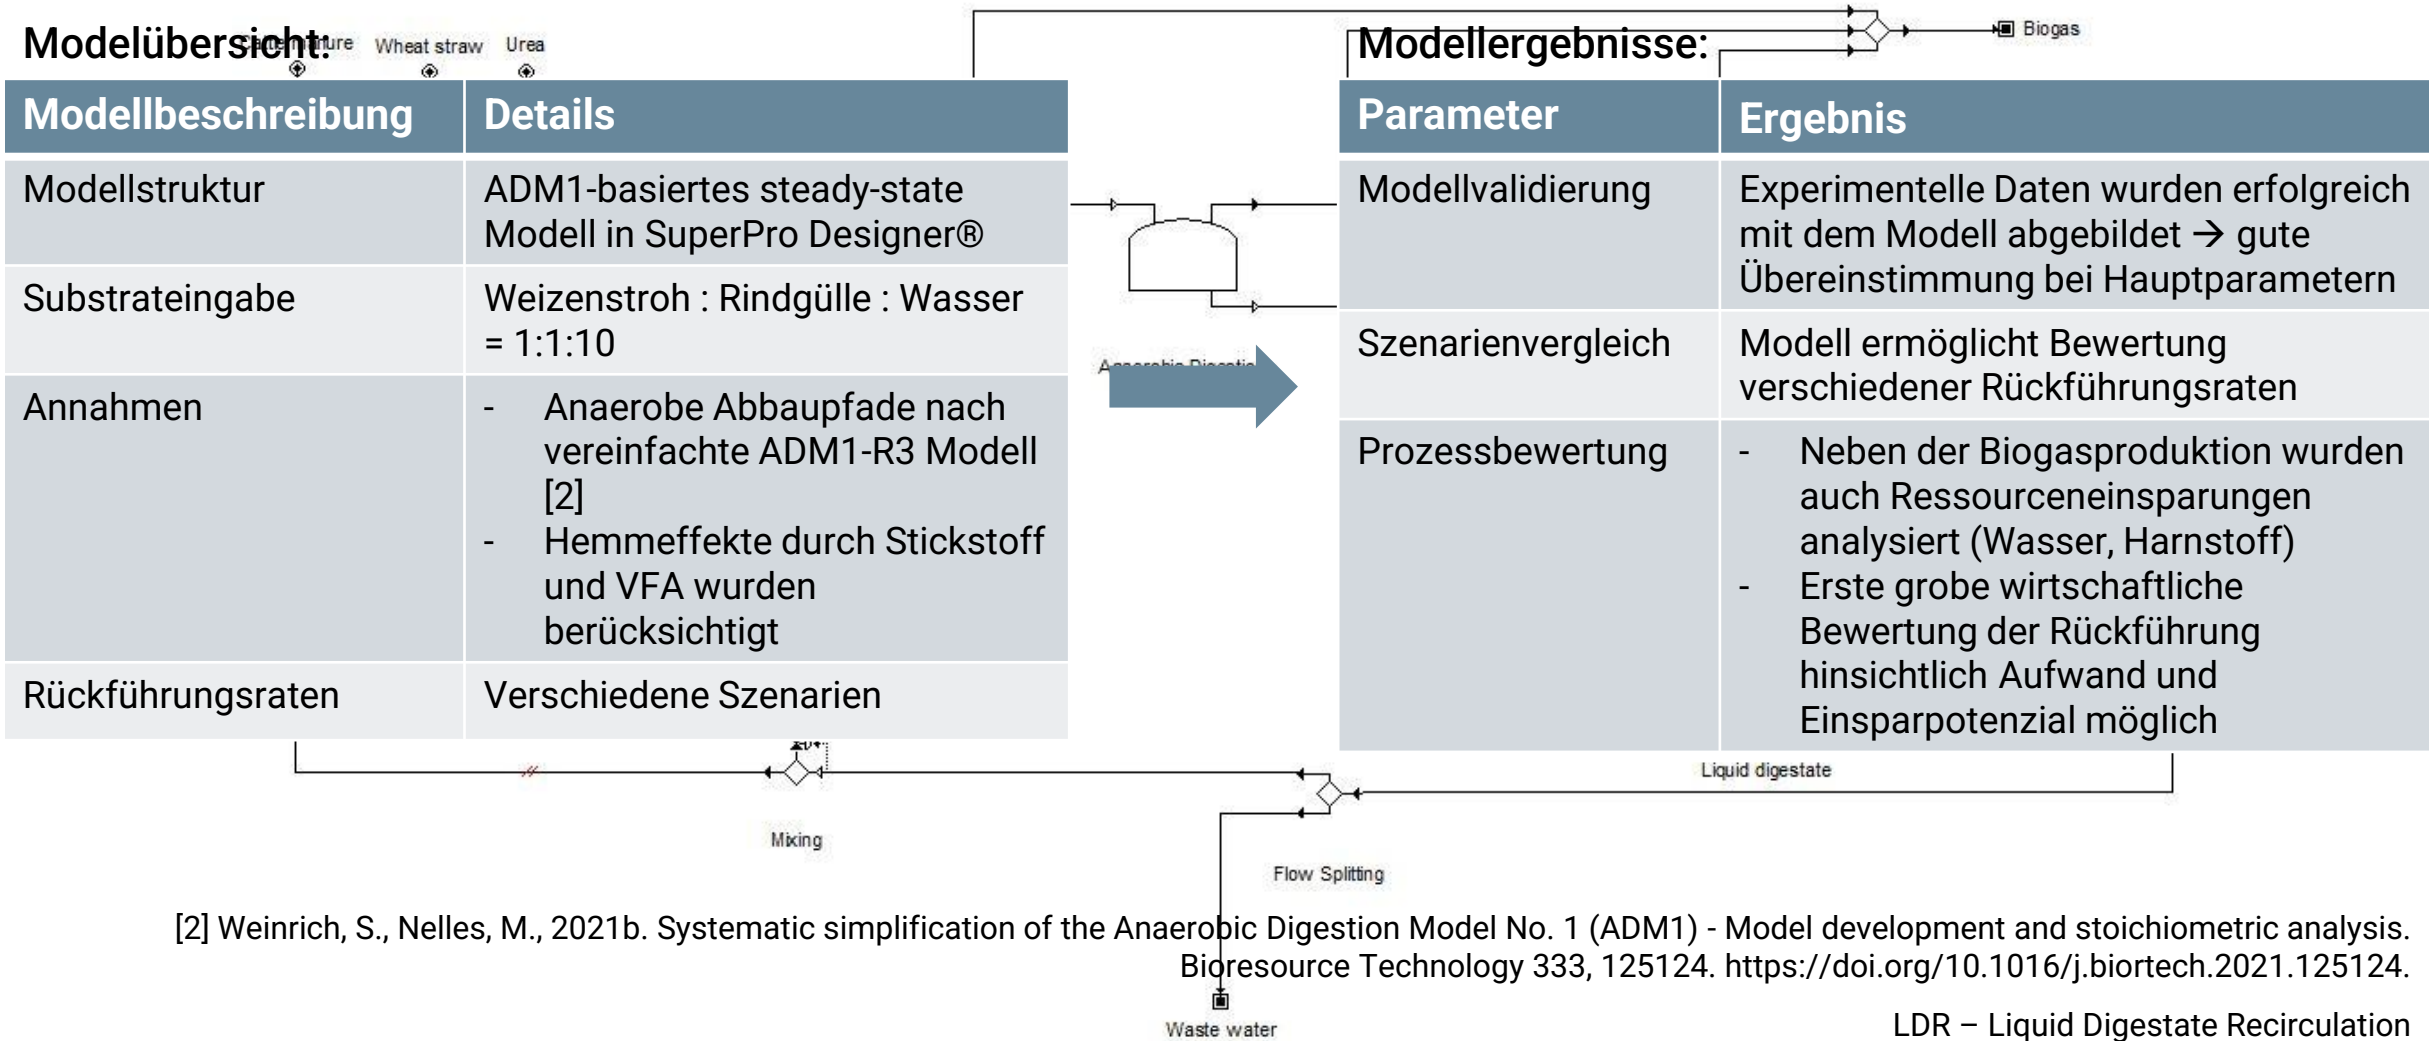 Modelübersicht:
Wheat straw
Urea
Modellbeschreibung
Details
Modellstruktur
ADM1-basiertes steady-state
Modell in SuperPro Designer®
Substrateingabe
Weizenstroh : Rindgülle : Wasser
= 1:1:10
Annahmen
- Anaerobe Abbaupfade nach
vereinfachte ADM1-R3 Modell
[2]
- Hemmeffekte durch Stickstoff
und VFA wurden
berücksichtigt
Rückführungsraten
Verschiedene Szenarien
Modellergebnisse:
Biogas
Parameter
Ergebnis
Modellvalidierung
Experimentelle Daten wurden erfolgreich
mit dem Modell abgebildet → gute
Übereinstimmung bei Hauptparametern
Szenarienvergleich
Modell ermöglicht Bewertung
verschiedener Rückführungsraten
Prozessbewertung
- Neben der Biogasproduktion wurden
auch Ressourceneinsparungen
analysiert (Wasser, Harnstoff)
- Erste grobe wirtschaftliche
Bewertung der Rückführung
hinsichtlich Aufwand und
Einsparpotenzial möglich
Liquid digestate
Mixing
Flow Splitting
[2] Weinrich, S., Nelles, M., 2021b. Systematic simplification of the Anaerobic Digestion Model No. 1 (ADM1) - Model development and stoichiometric analysis.
Bioresource Technology 333, 125124. https://doi.org/10.1016/j.biortech.2021.125124.
Waste water
LDR – Liquid Digestate Recirculation